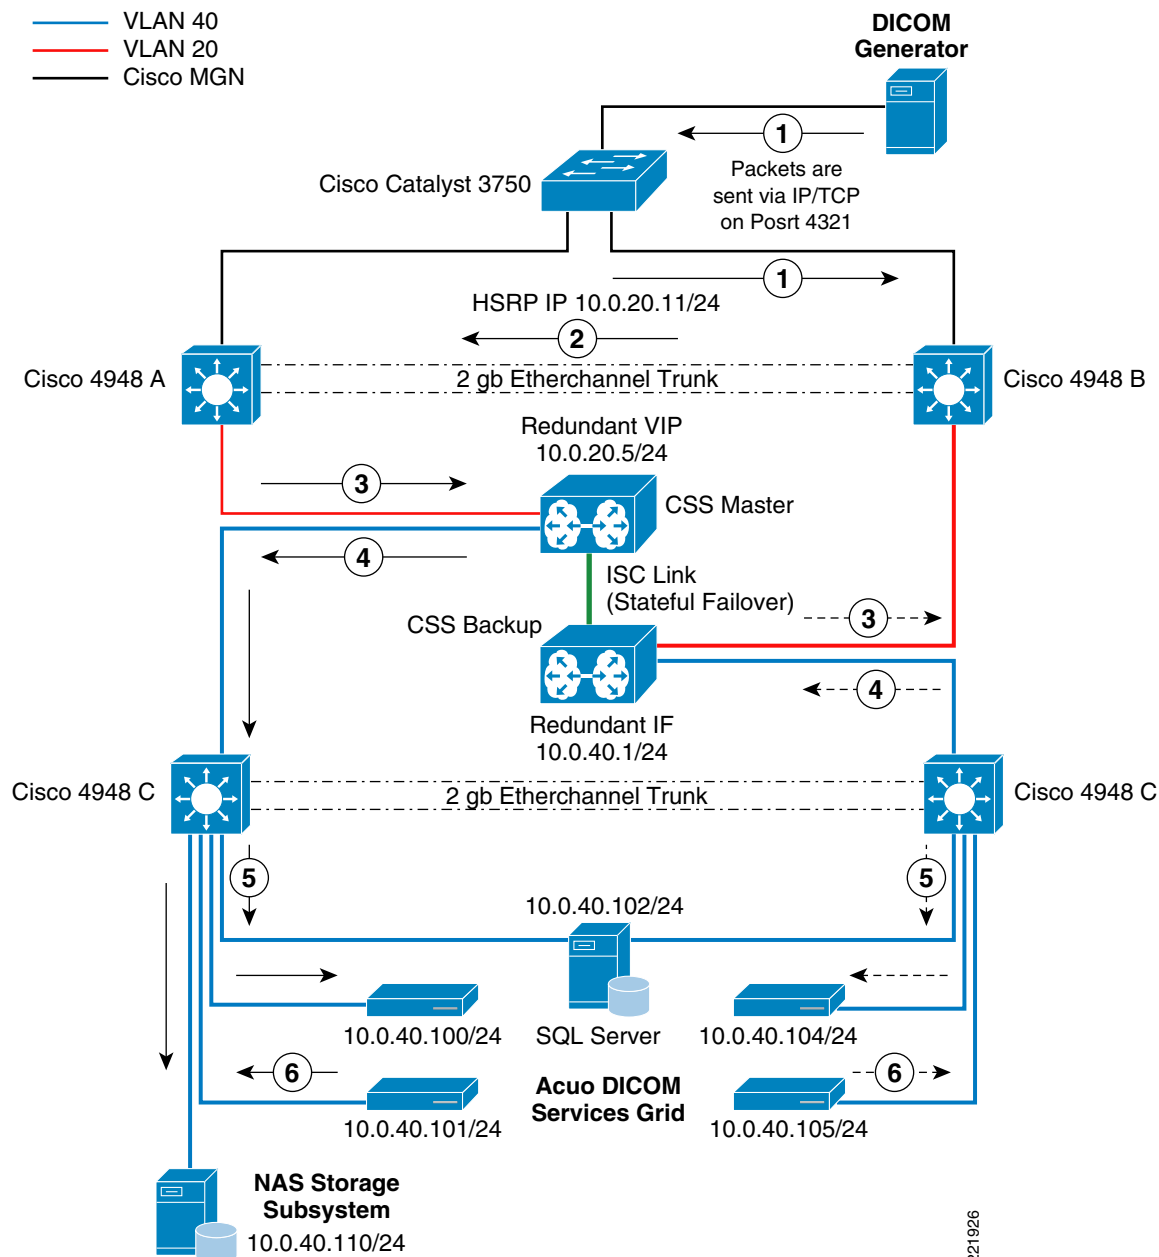 VLAN 40
VLAN 20
Cisco MGN
DICOM
Generator
1
Packets are
sent via IP/TCP
on Posrt 4321
Cisco Catalyst 3750
1
HSRP IP 10.0.20.11/24
2
Cisco 4948 A
2 gb Etherchannel Trunk
Cisco 4948 B
Redundant VIP
10.0.20.5/24
3
CSS Master
4
ISC Link
(Stateful Failover)
CSS Backup
3
4
Redundant IF
10.0.40.1/24
Cisco 4948 C
2 gb Etherchannel Trunk
Cisco 4948 C
5
5
10.0.40.102/24
10.0.40.100/24
SQL Server
10.0.40.104/24
6
Acuo DICOM
Services Grid
6
10.0.40.101/24
10.0.40.105/24
NAS Storage
Subsystem
10.0.40.110/24
221926